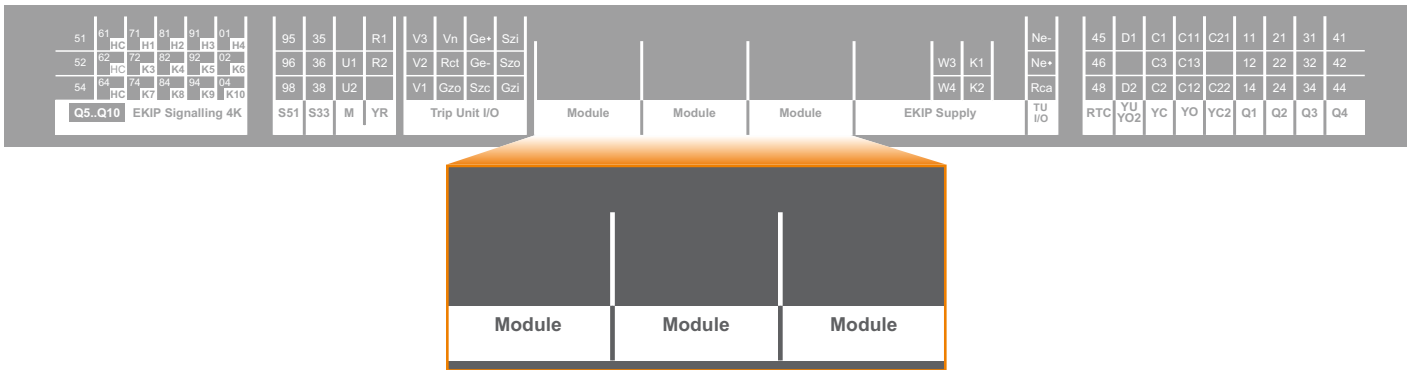 51 61 HC 71 H1 81 H2 91 H3 01 H4 95 35 R1 V3 Vn Ge+ Szi Ne- 45 D1 C1 C11 C21 11 21 31 41
52 62 HC 72 K3 82 K4 92 K5 02 K6 96 36 U1 R2 V2 Rct Ge- Szo W3 K1 Ne+ 46 C3 C13 12 22 32 42
54 64 HC 74 K7 84 K8 94 K9 04 K10 98 38 U2 V1 Gzo Szc Gzi W4 K2 Rca 48 D2 C2 C12 C22 14 24 34 44
Q5..Q10 EKIP Signalling 4K S51 S33 M YR Trip Unit I/O Module Module Module EKIP Supply TU I/O RTC YU YO2 YC YO YC2 Q1 Q2 Q3 Q4
Module Module Module